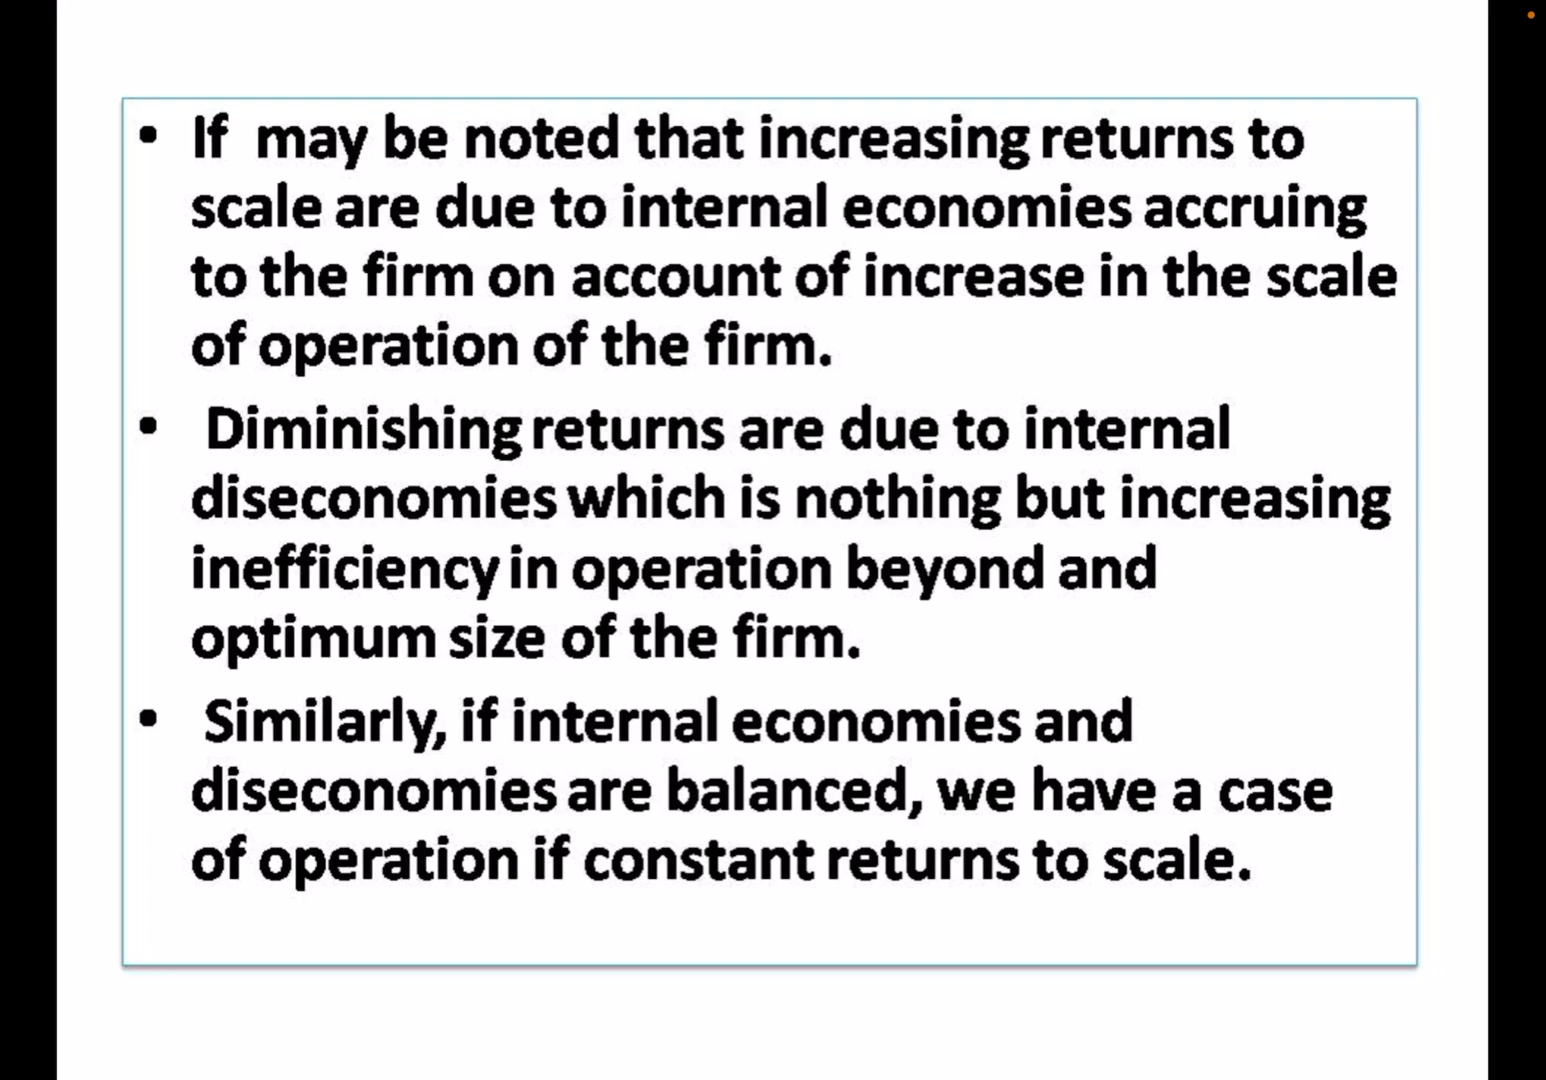 • If may be noted that increasing returns to
scale are due to internal economies accruing
to the firm on account of increase in the scale
of operation of the firm.
• Diminishing returns are due to internal
diseconomies which is nothing but increasing
inefficiency in operation beyond and
optimum size of the firm.
• Similarly, if internal economies and
diseconomies are balanced, we have a case
of operation if constant returns to scale.